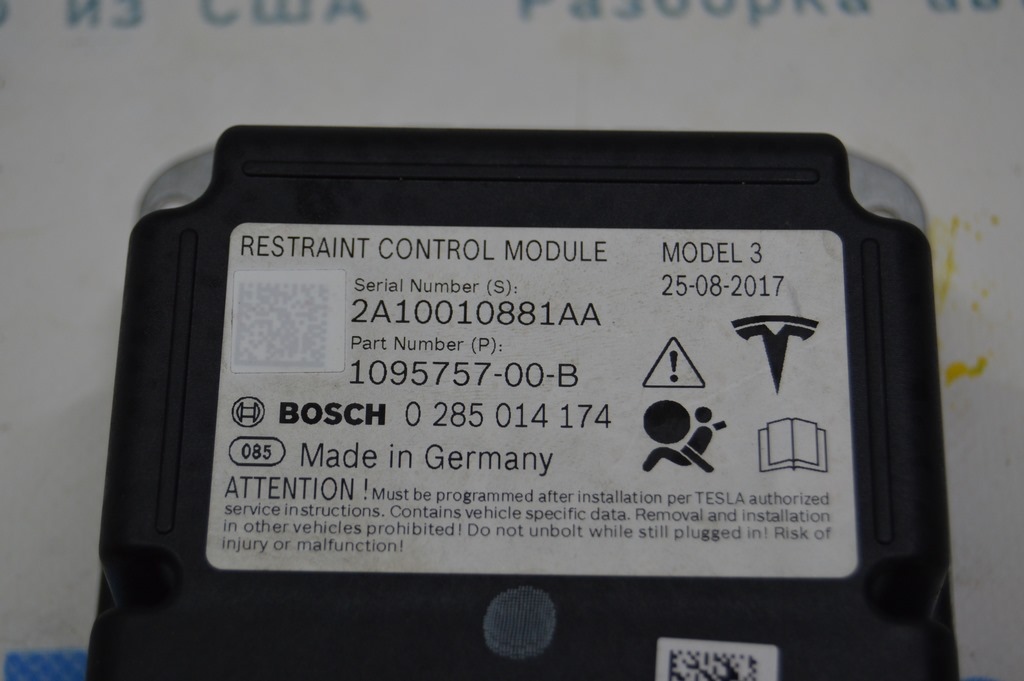 из США Разборка
RESTRAINT CONTROL MODULE
MODEL 3
25-08-2017
Serial Number (S):
2A10010881AA
Part Number (P):
1095757-00-B
BOSCH 0 285 014 174
085 Made in Germany
ATTENTION ! Must be programmed after installation per TESLA authorized
service instructions. Contains vehicle specific data. Removal and installation
in other vehicles prohibited! Do not unbolt while still plugged in! Risk of
injury or malfunction!